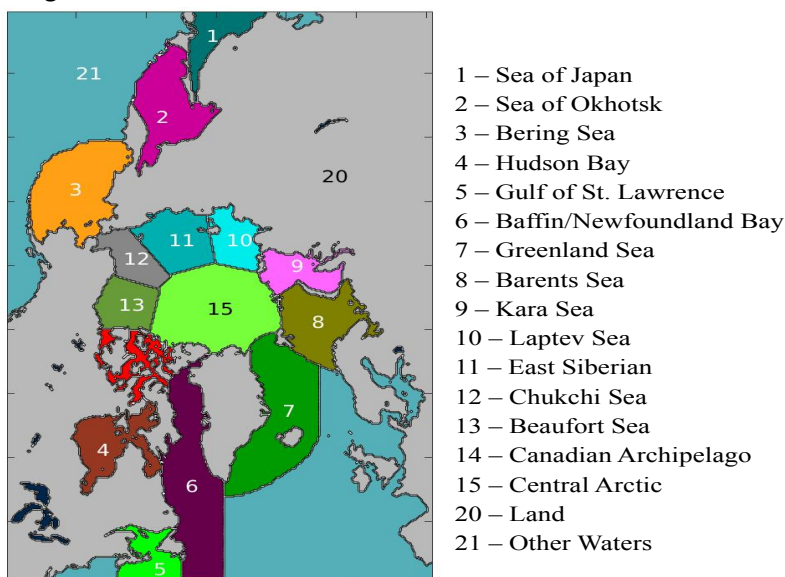 1
21
2
20
3
11
10
12
9
13
15
8
7
4
6
5
1 – Sea of Japan
2 – Sea of Okhotsk
3 – Bering Sea
4 – Hudson Bay
5 – Gulf of St. Lawrence
6 – Baffin/Newfoundland Bay
7 – Greenland Sea
8 – Barents Sea
9 – Kara Sea
10 – Laptev Sea
11 – East Siberian
12 – Chukchi Sea
13 – Beaufort Sea
14 – Canadian Archipelago
15 – Central Arctic
20 – Land
21 – Other Waters